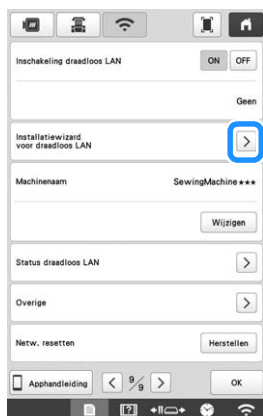 Inschakeling draadloos LAN
ON OFF
Geen
Installatiewizard
voor draadloos LAN
Machinenaam
SewingMachine★★★
Wijzigen
Status draadloos LAN
Overige
Netw. resetten
Herstellen
Apphandleiding
9/9
OK